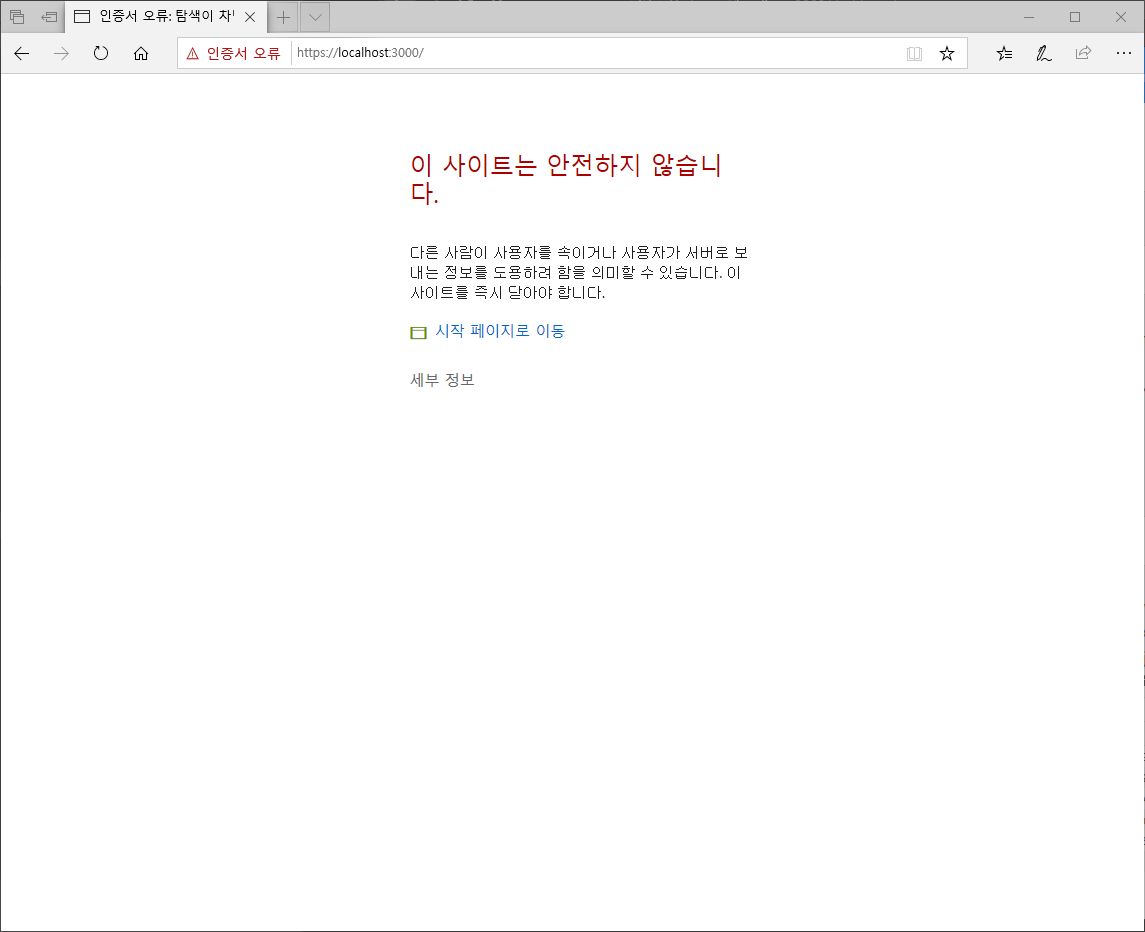 인증서 오류: 탐색이 차
인증서 오류 https://localhost:3000/
이 사이트는 안전하지 않습니
다.
다른 사람이 사용자를 속이거나 사용자가 서버로 보
내는 정보를 도용하려 함을 의미할 수 있습니다. 이
사이트를 즉시 닫아야 합니다.
시작 페이지로 이동
세부 정보